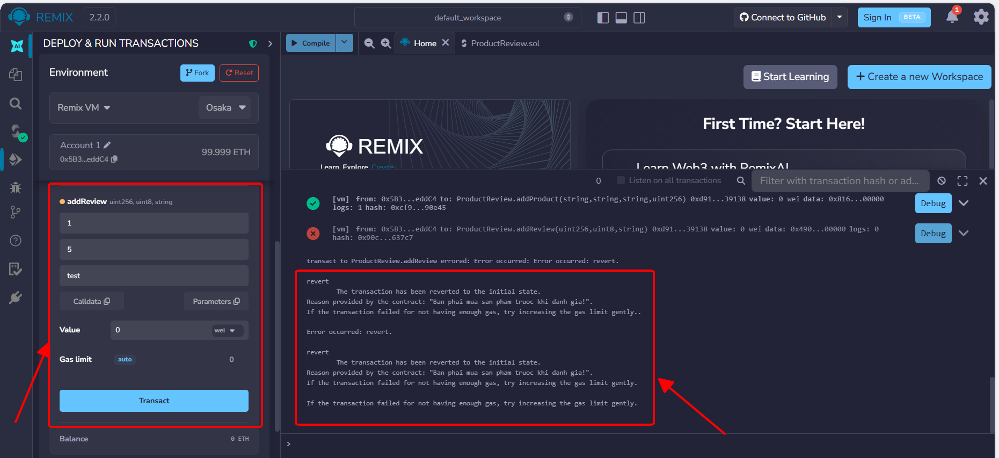 REMIX 2.2.0
default_workspace
Connect to GitHub
Sign In BETA
1
AI
DEPLOY & RUN TRANSACTIONS
Environment
Fork
Reset
Remix VM
Osaka
Account 1
0x5B3...eddC4
99.999 ETH
addReview uint256, uint8, string
1
5
test
Calldata
Parameters
Value
0
wei
Gas limit
auto
0
Transact
Balance
0 ETH
Compile
Home
ProductReview.sol
Start Learning
+ Create a new Workspace
REMIX
Learn. Explore. Create.
First Time? Start Here!
Learn Web3 with RemixAI
0
Listen on all transactions
Filter with transaction hash or ad...
[vm] from: 0x5B3...eddC4 to: ProductReview.addProduct(string,string,string,uint256) 0xd91...39138 value: 0 wei data: 0x816...00000
logs: 1 hash: 0xcf9...90e45
Debug
[vm] from: 0x5B3...eddC4 to: ProductReview.addReview(uint256,uint8,string) 0xd91...39138 value: 0 wei data: 0x490...00000 logs: 0
hash: 0x90c...637c7
Debug
transact to ProductReview.addReview errored: Error occurred: Error occurred: revert.
revert
The transaction has been reverted to the initial state.
Reason provided by the contract: "Ban phai mua san pham truoc khi danh gia!".
If the transaction failed for not having enough gas, try increasing the gas limit gently..
Error occurred: revert.
revert
The transaction has been reverted to the initial state.
Reason provided by the contract: "Ban phai mua san pham truoc khi danh gia!".
If the transaction failed for not having enough gas, try increasing the gas limit gently.
If the transaction failed for not having enough gas, try increasing the gas limit gently.
>